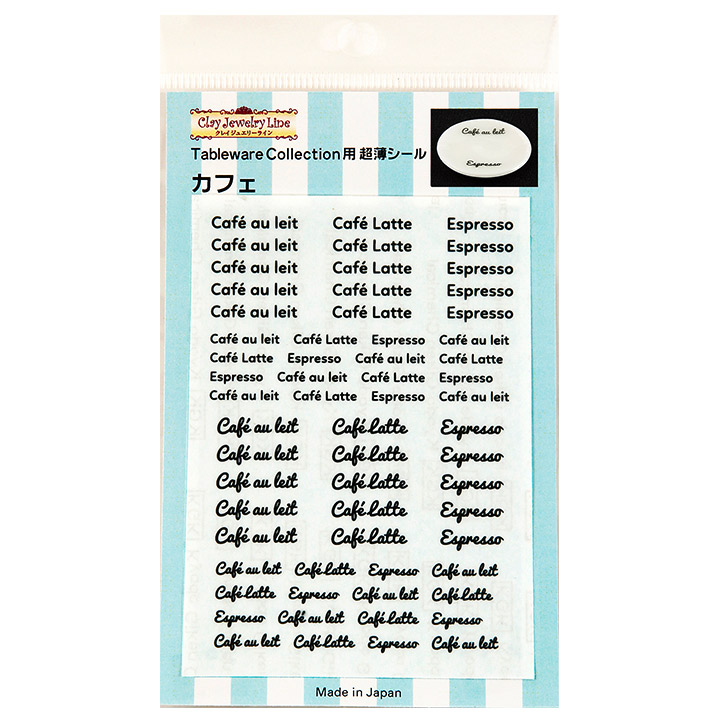 Clay Jewelry Line
クレイジュエリーライン
Tableware Collection用 超薄シール
カフェ
Café au leit
Espresso
Café au leit Café Latte Espresso
Café au leit Café Latte Espresso
Café au leit Café Latte Espresso
Café au leit Café Latte Espresso
Café au leit Café Latte Espresso
Café au leit Café Latte Espresso Café au leit
Café Latte Espresso Café au leit Café Latte
Espresso Café au leit Café Latte Espresso
Café au leit Café Latte Espresso Café au leit
Café au leit Café Latte Espresso
Café au leit Café Latte Espresso
Café au leit Café Latte Espresso
Café au leit Café Latte Espresso
Café au leit Café Latte Espresso
Café au leit Café Latte Espresso Café au leit
Café Latte Espresso Café au leit Café Latte
Espresso Café au leit Café Latte Espresso
Café au leit Café Latte Espresso Café au leit
Made in Japan